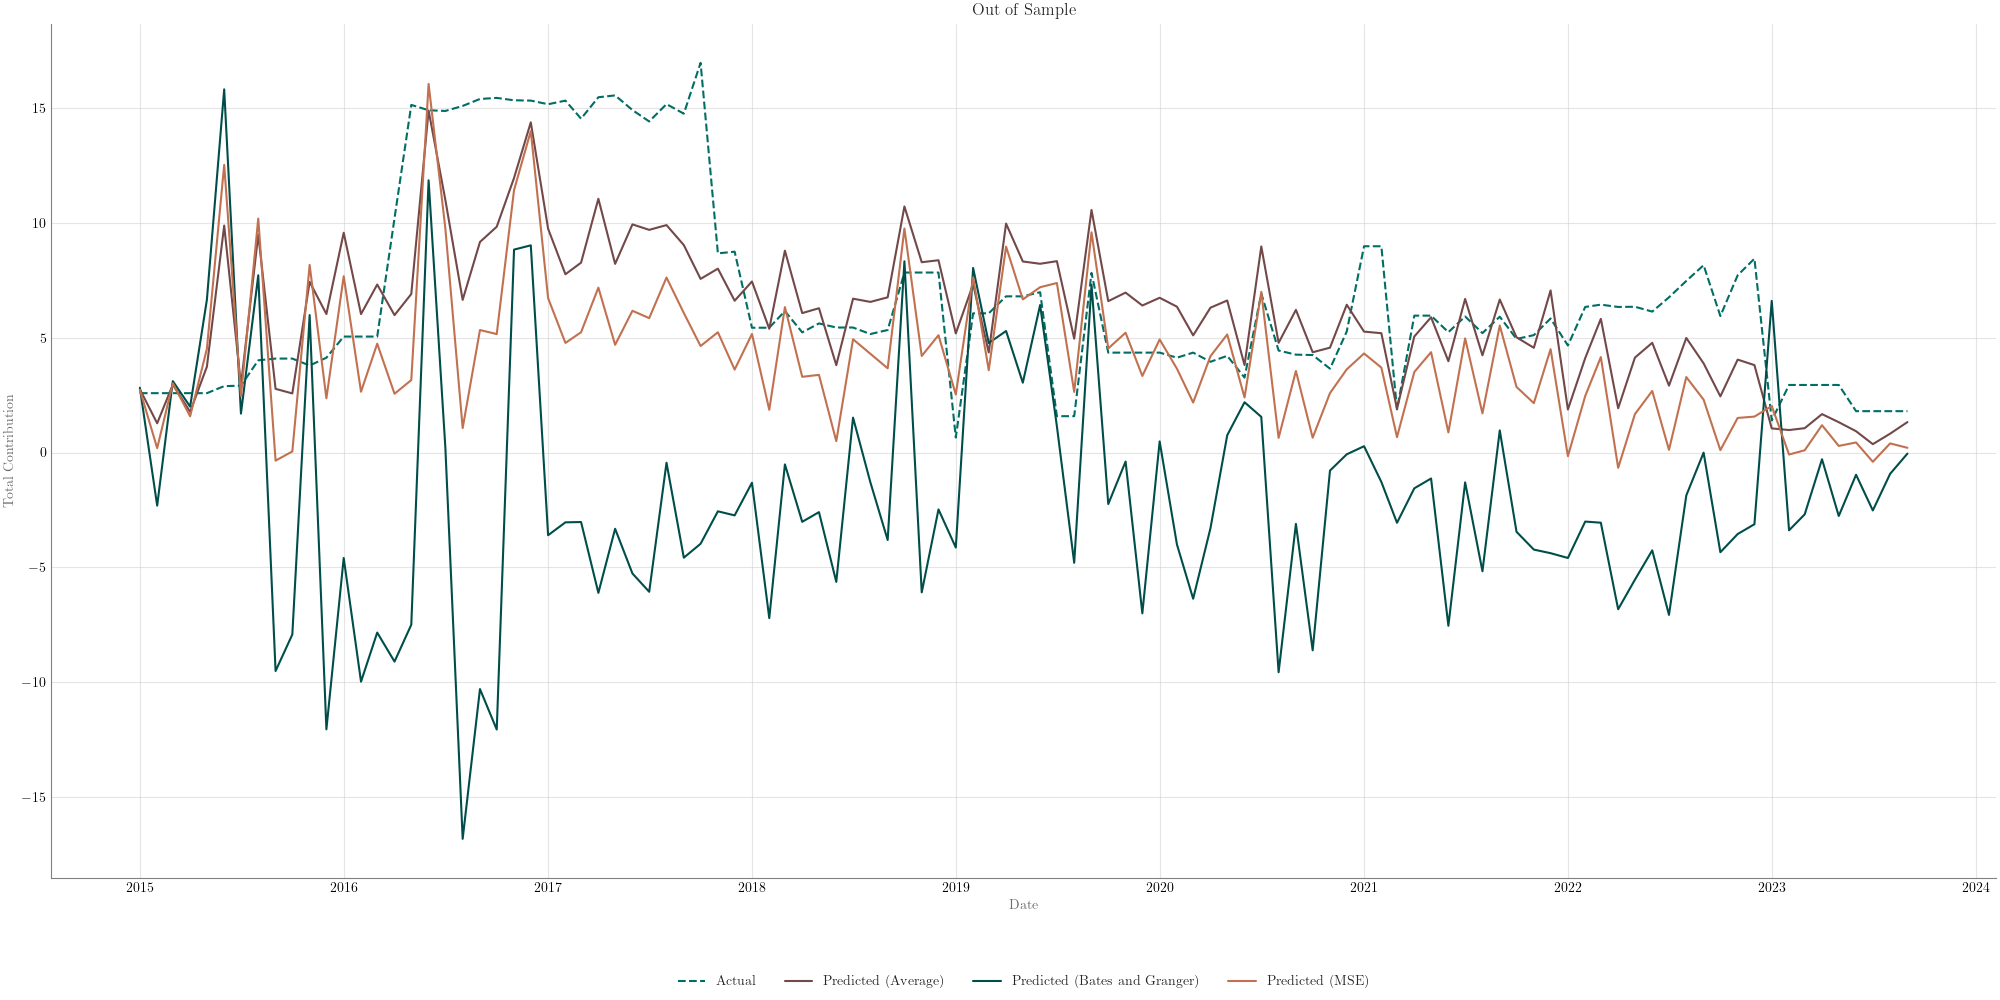 Out of Sample
Total Contribution
15
10
5
0
−5
−10
−15
2015 2016 2017 2018 2019 2020 2021 2022 2023 2024
Date
Actual Predicted (Average) Predicted (Bates and Granger) Predicted (MSE)